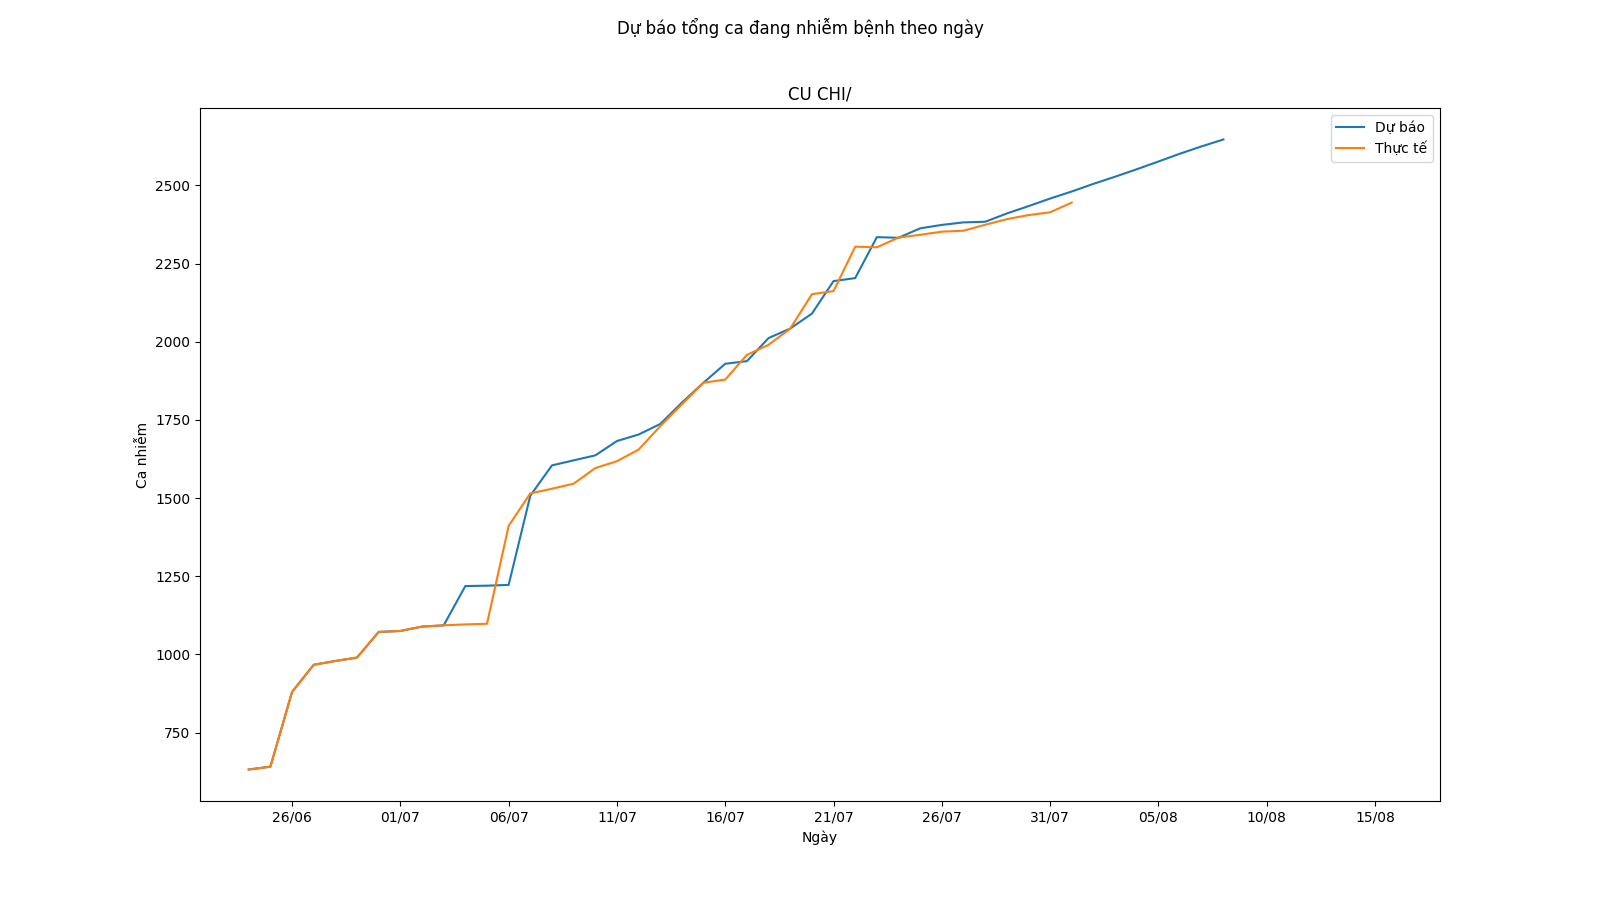 Dự báo tổng ca đang nhiễm bệnh theo ngày
CU CHI/
Dự báo
Thực tế
2500
2250
2000
1750
1500
1250
1000
750
Ca nhiễm
26/06 01/07 06/07 11/07 16/07 21/07 26/07 31/07 05/08 10/08 15/08
Ngày